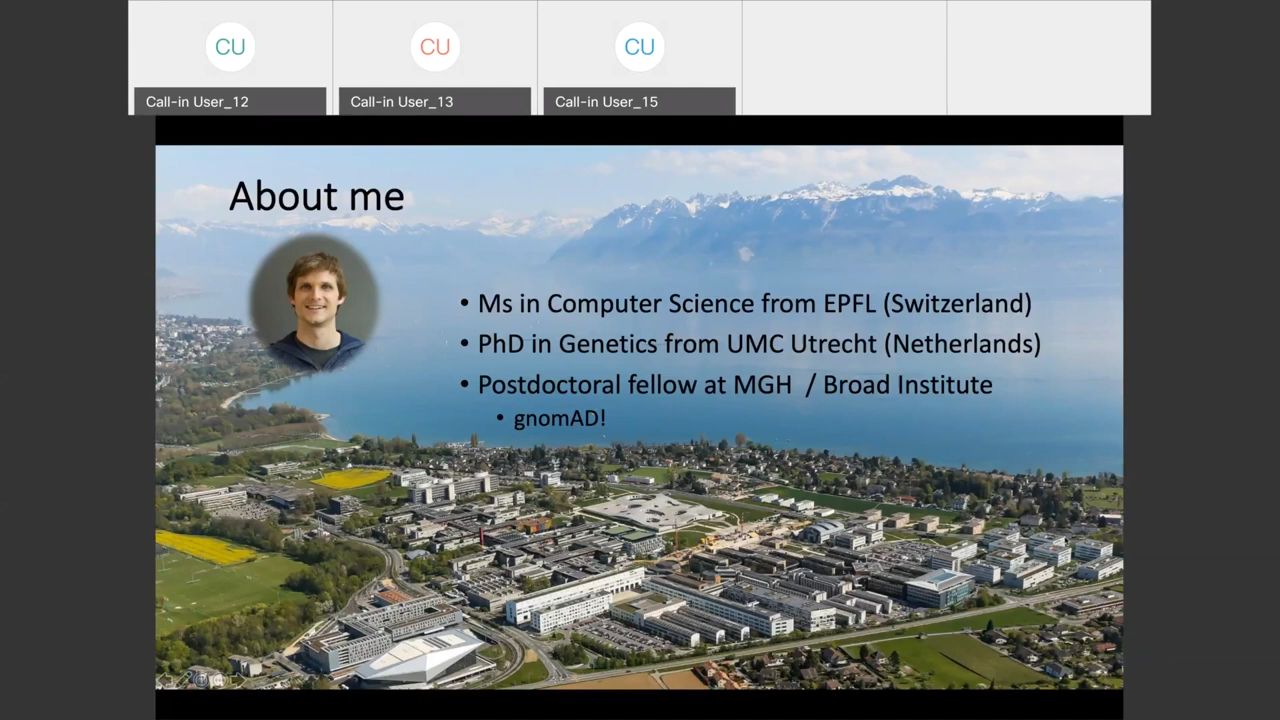 CU
CU
CU
Call-in User_12
Call-in User_13
Call-in User_15
About me
• Ms in Computer Science from EPFL (Switzerland)
• PhD in Genetics from UMC Utrecht (Netherlands)
• Postdoctoral fellow at MGH / Broad Institute
• gnomAD!